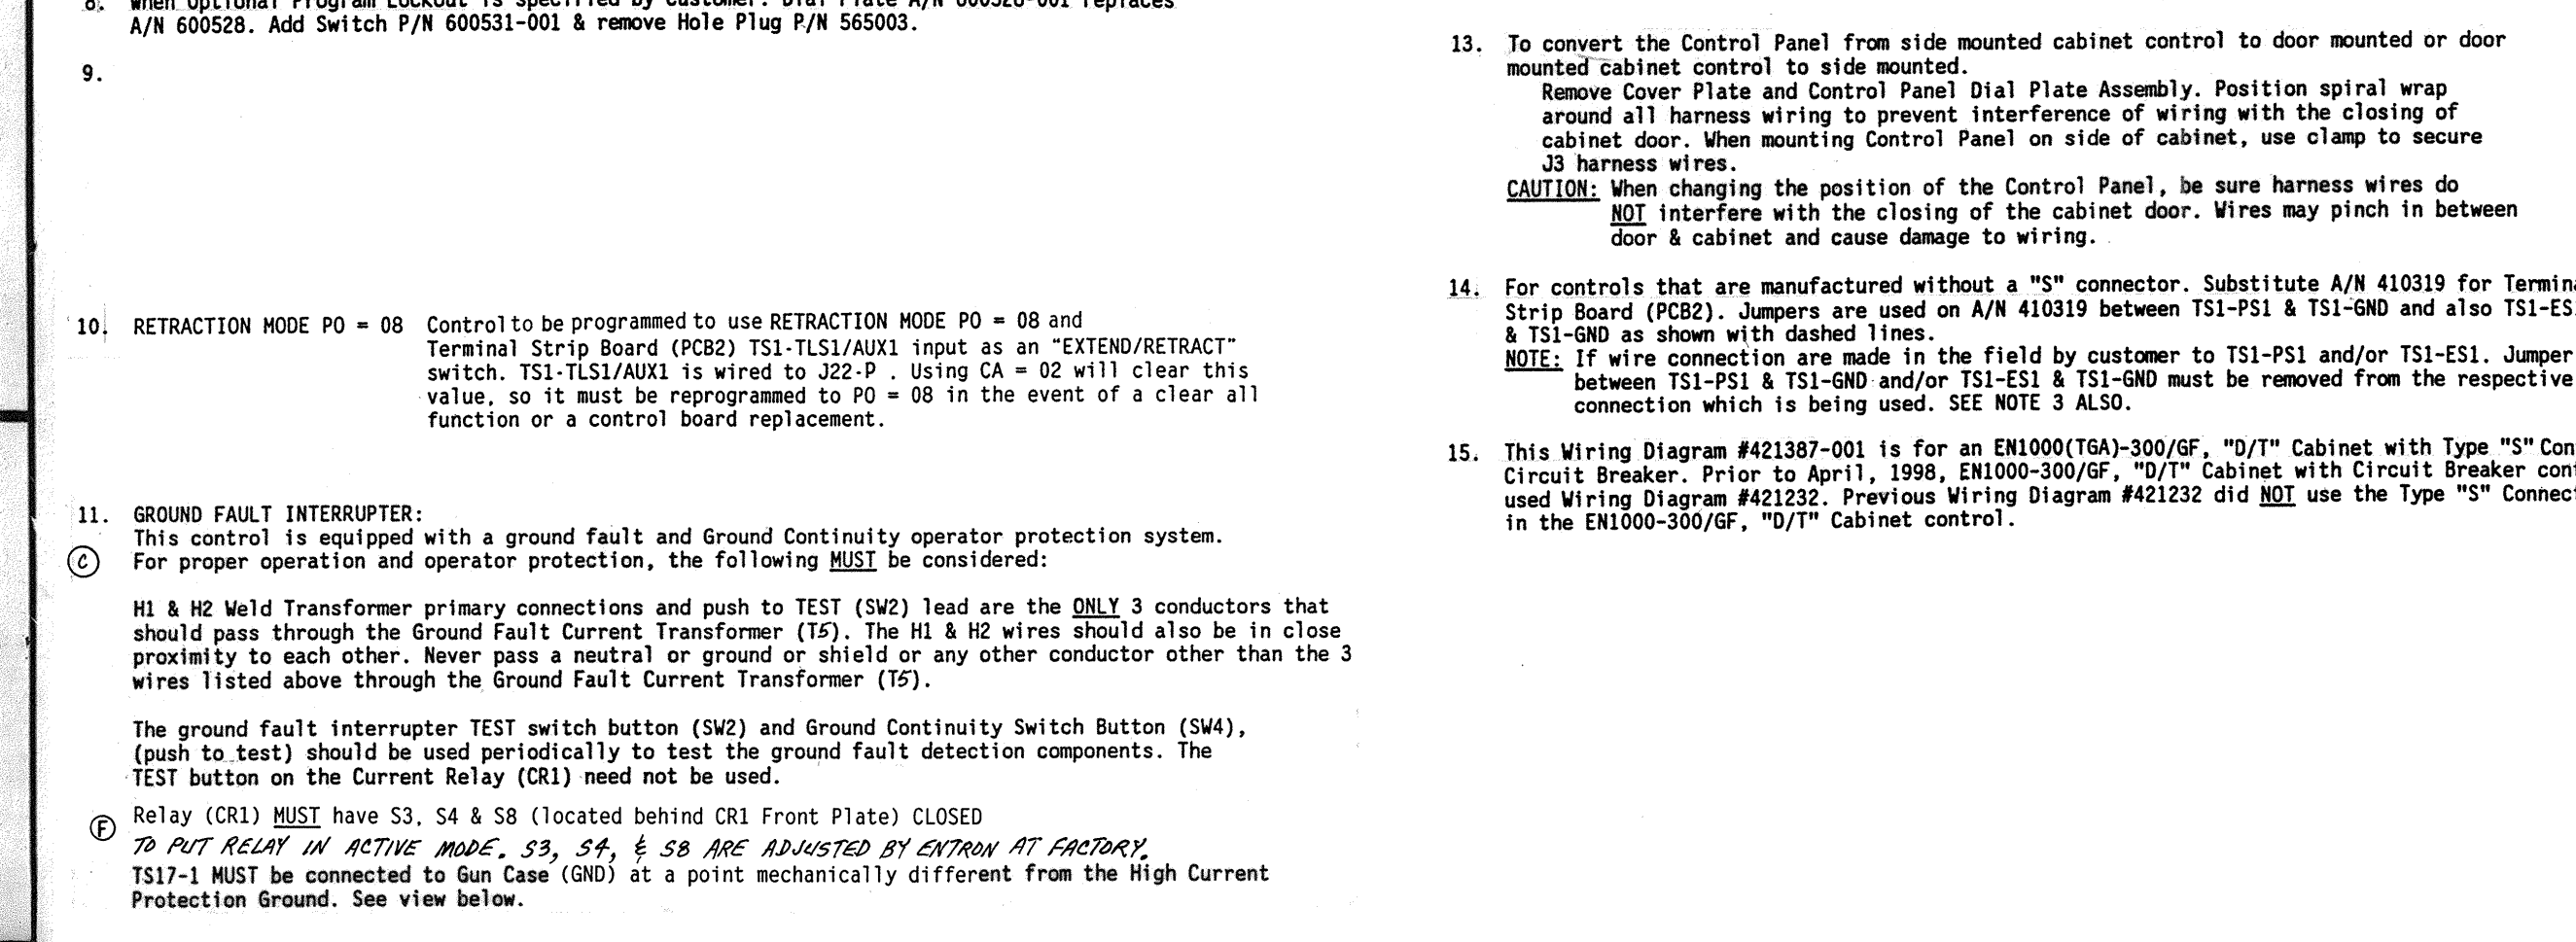 8. When Optional Program Lockout is specified by customer. Dial Plate A/N 600528-001 replaces
A/N 600528. Add Switch P/N 600531-001 & remove Hole Plug P/N 565003.
9.
10. RETRACTION MODE PO = 08 Control to be programmed to use RETRACTION MODE PO = 08 and
Terminal Strip Board (PCB2) TS1-TLS1/AUX1 input as an "EXTEND/RETRACT"
switch. TS1-TLS1/AUX1 is wired to J22-P . Using CA = 02 will clear this
value, so it must be reprogrammed to PO = 08 in the event of a clear all
function or a control board replacement.
11. GROUND FAULT INTERRUPTER:
This control is equipped with a ground fault and Ground Continuity operator protection system.
C For proper operation and operator protection, the following MUST be considered:
H1 & H2 Weld Transformer primary connections and push to TEST (SW2) lead are the ONLY 3 conductors that
should pass through the Ground Fault Current Transformer (T5). The H1 & H2 wires should also be in close
proximity to each other. Never pass a neutral or ground or shield or any other conductor other than the 3
wires listed above through the Ground Fault Current Transformer (T5).
The ground fault interrupter TEST switch button (SW2) and Ground Continuity Switch Button (SW4),
(push to test) should be used periodically to test the ground fault detection components. The
TEST button on the Current Relay (CR1) need not be used.
Relay (CR1) MUST have S3, S4 & S8 (located behind CR1 Front Plate) CLOSED
F TO PUT RELAY IN ACTIVE MODE. S3, S4, & S8 ARE ADJUSTED BY ENTRON AT FACTORY.
TS17-1 MUST be connected to Gun Case (GND) at a point mechanically different from the High Current
Protection Ground. See view below.
13. To convert the Control Panel from side mounted cabinet control to door mounted or door
mounted cabinet control to side mounted.
Remove Cover Plate and Control Panel Dial Plate Assembly. Position spiral wrap
around all harness wiring to prevent interference of wiring with the closing of
cabinet door. When mounting Control Panel on side of cabinet, use clamp to secure
J3 harness wires.
CAUTION: When changing the position of the Control Panel, be sure harness wires do
NOT interfere with the closing of the cabinet door. Wires may pinch in between
door & cabinet and cause damage to wiring.
14. For controls that are manufactured without a "S" connector. Substitute A/N 410319 for Termina
Strip Board (PCB2). Jumpers are used on A/N 410319 between TS1-PS1 & TS1-GND and also TS1-ES
& TS1-GND as shown with dashed lines.
NOTE: If wire connection are made in the field by customer to TS1-PS1 and/or TS1-ES1. Jumper
between TS1-PS1 & TS1-GND and/or TS1-ES1 & TS1-GND must be removed from the respective
connection which is being used. SEE NOTE 3 ALSO.
15. This Wiring Diagram #421387-001 is for an EN1000(TGA)-300/GF, "D/T" Cabinet with Type "S" Con
Circuit Breaker. Prior to April, 1998, EN1000-300/GF, "D/T" Cabinet with Circuit Breaker con
used Wiring Diagram #421232. Previous Wiring Diagram #421232 did NOT use the Type "S" Connec
in the EN1000-300/GF, "D/T" Cabinet control.